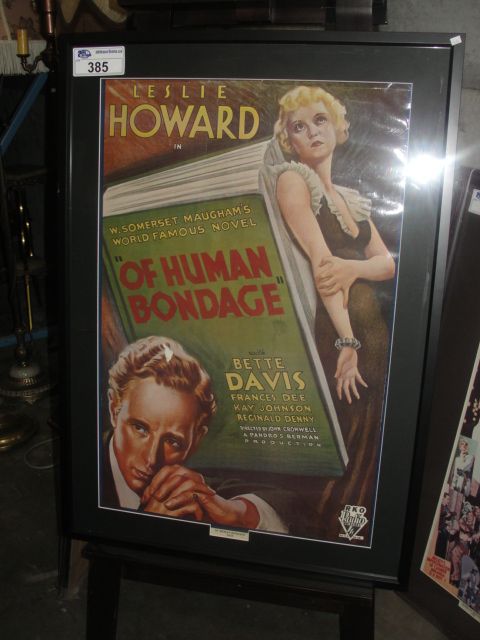 385
LESLIE
HOWARD
IN
W. SOMERSET MAUGHAM'S
WORLD FAMOUS NOVEL
"OF HUMAN
BONDAGE"
with
BETTE
DAVIS
FRANCES DEE
KAY JOHNSON
REGINALD DENNY
DIRECTED BY JOHN CROMWELL
A PANDRO S. BERMAN
PRODUCTION
RKO
Radio